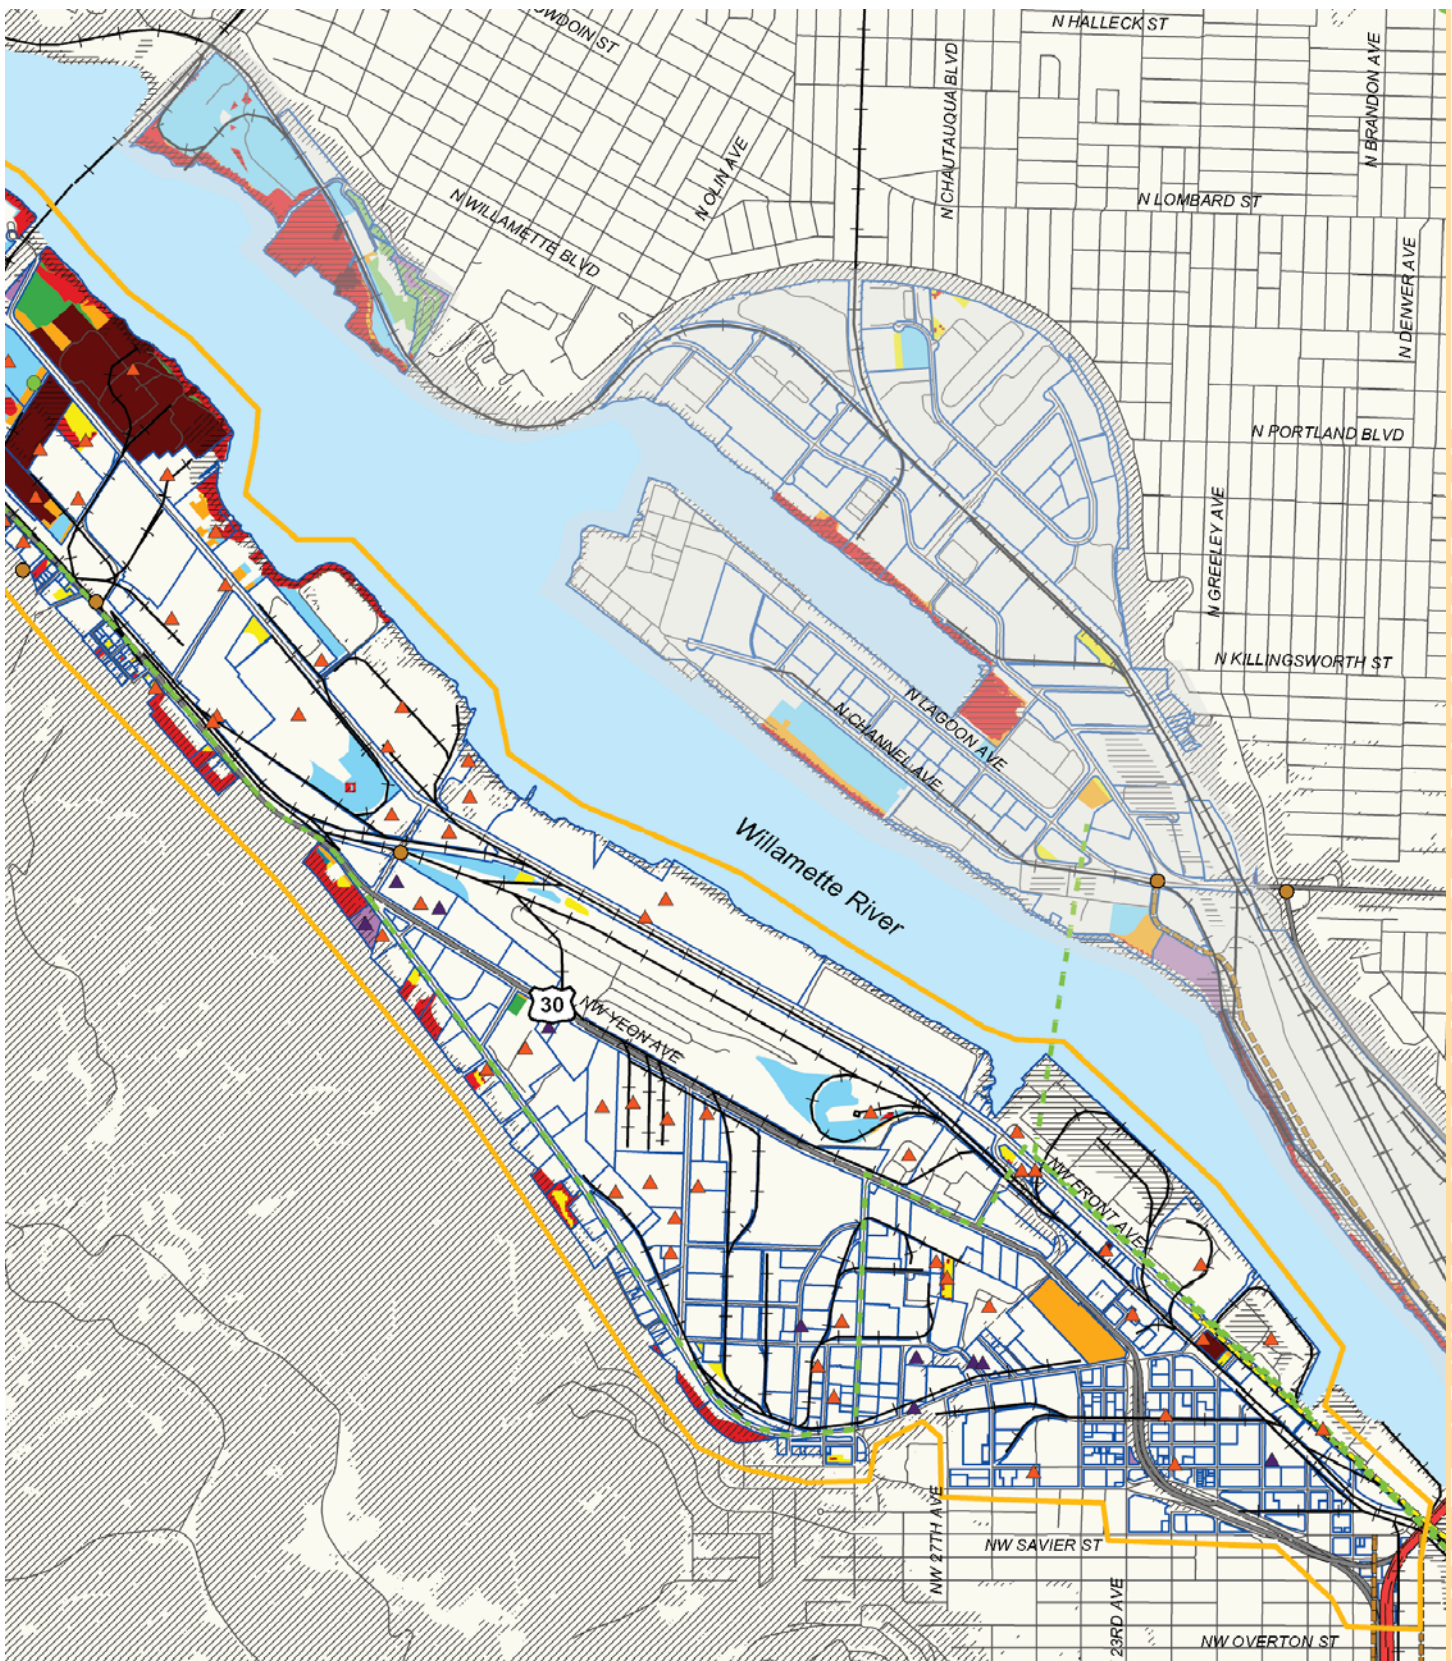 N HALLECK ST
N CHAUTAUQUA BLVD
N BRANDON AVE
N OLIN AVE
N WILLAMETTE BLVD
N LOMBARD ST
N DENVER AVE
N PORTLAND BLVD
N GREELEY AVE
N KILLINGSWORTH ST
N LAGOON AVE
N CHANNEL AVE
Willamette River
30
NW YEON AVE
NW FRONT AVE
NW 27TH AVE
NW SAVIER ST
23RD AVE
NW OVERTON ST